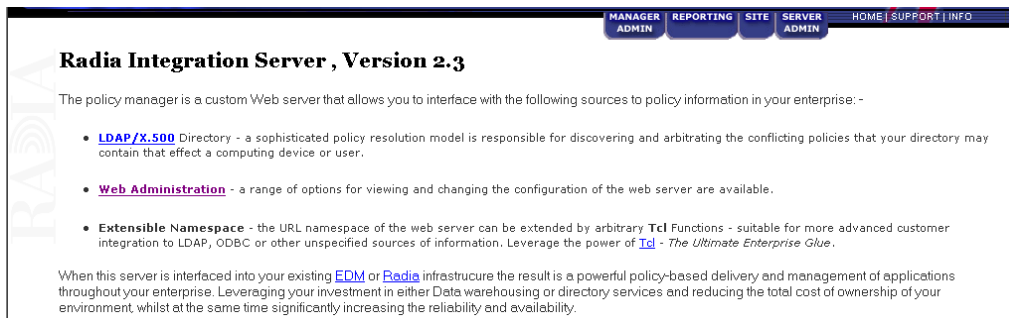 MANAGER ADMIN REPORTING SITE SERVER ADMIN HOME | SUPPORT | INFO
RADIA
Radia Integration Server , Version 2.3
The policy manager is a custom Web server that allows you to interface with the following sources to policy information in your enterprise: -
• LDAP/X.500 Directory - a sophisticated policy resolution model is responsible for discovering and arbitrating the conflicting policies that your directory may
contain that effect a computing device or user.
• Web Administration - a range of options for viewing and changing the configuration of the web server are available.
• Extensible Namespace - the URL namespace of the web server can be extended by arbitrary Tcl Functions - suitable for more advanced customer
integration to LDAP, ODBC or other unspecified sources of information. Leverage the power of Tcl - The Ultimate Enterprise Glue.
When this server is interfaced into your existing EDM or Radia infrastrucure the result is a powerful policy-based delivery and management of applications
throughout your enterprise. Leveraging your investment in either Data warehousing or directory services and reducing the total cost of ownership of your
environment, whilst at the same time significantly increasing the reliability and availability.